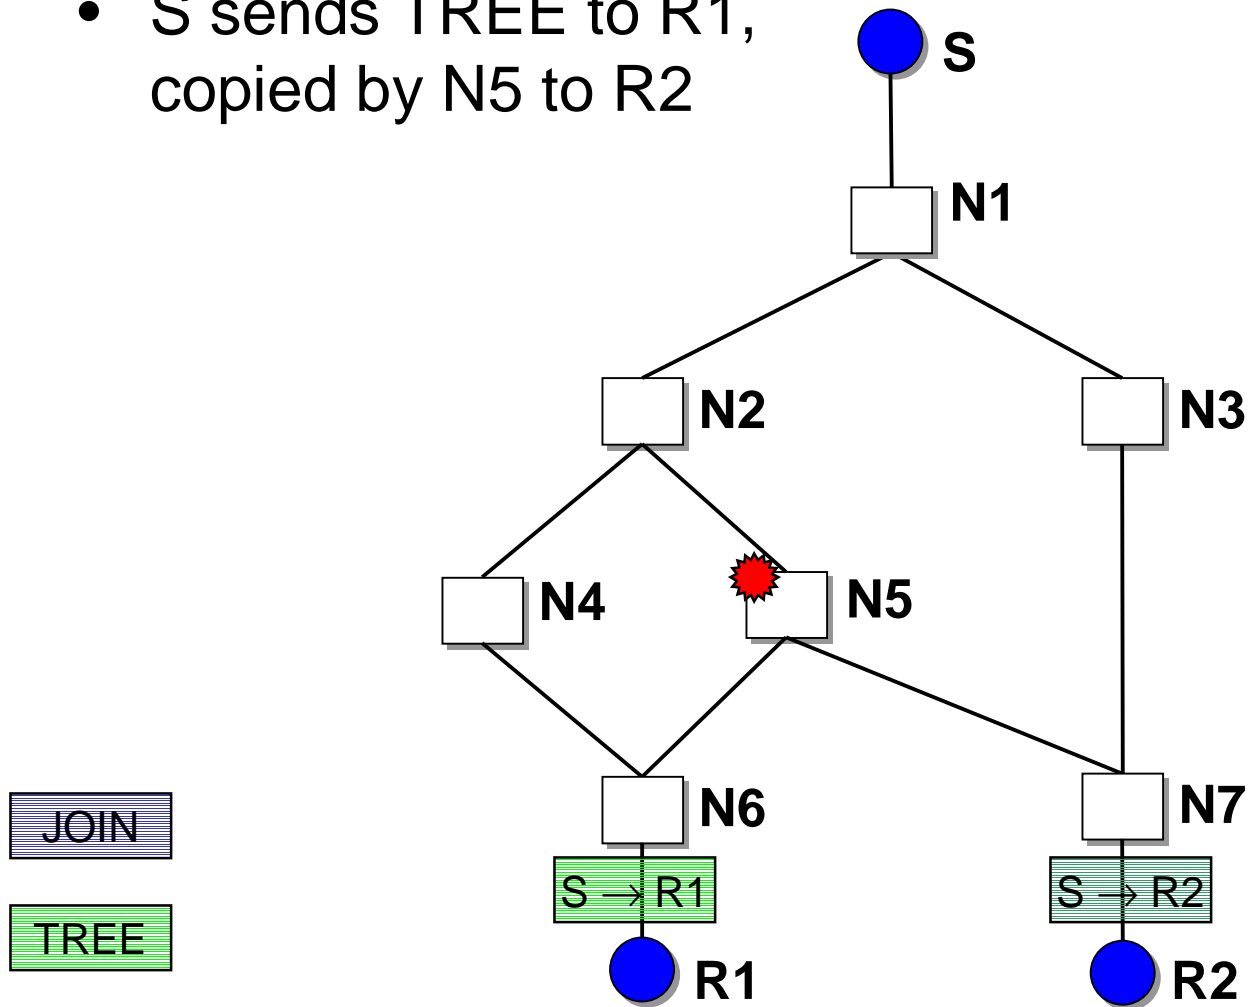 • S sends TREE to R1,
copied by N5 to R2
S
N1
N2
N3
N4
N5
N6
N7
JOIN
S → R1
S → R2
TREE
R1
R2